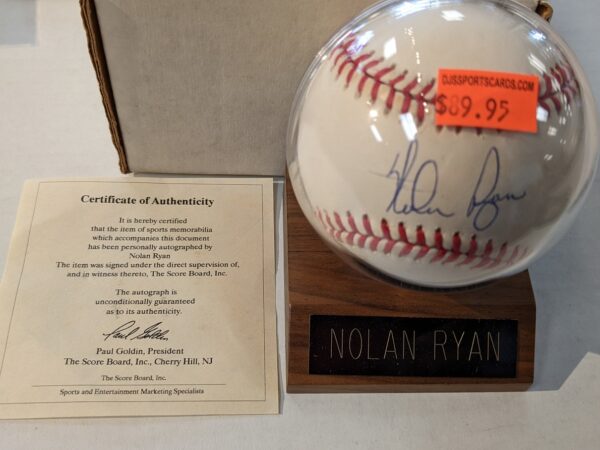 Certificate of Authenticity
It is hereby certified
that the item of sports memorabilia
which accompanies this document
has been personally autographed by
Nolan Ryan
The item was signed under the direct supervision of,
and in witness thereto, The Score Board, Inc.
The autograph is
unconditionally guaranteed
as to its authenticity.
Paul Goldin
Paul Goldin, President
The Score Board, Inc., Cherry Hill, NJ
The Score Board, Inc.
Sports and Entertainment Marketing Specialists
DJSSPORTSCARDS.COM
$89.95
Nolan Ryan
NOLAN RYAN